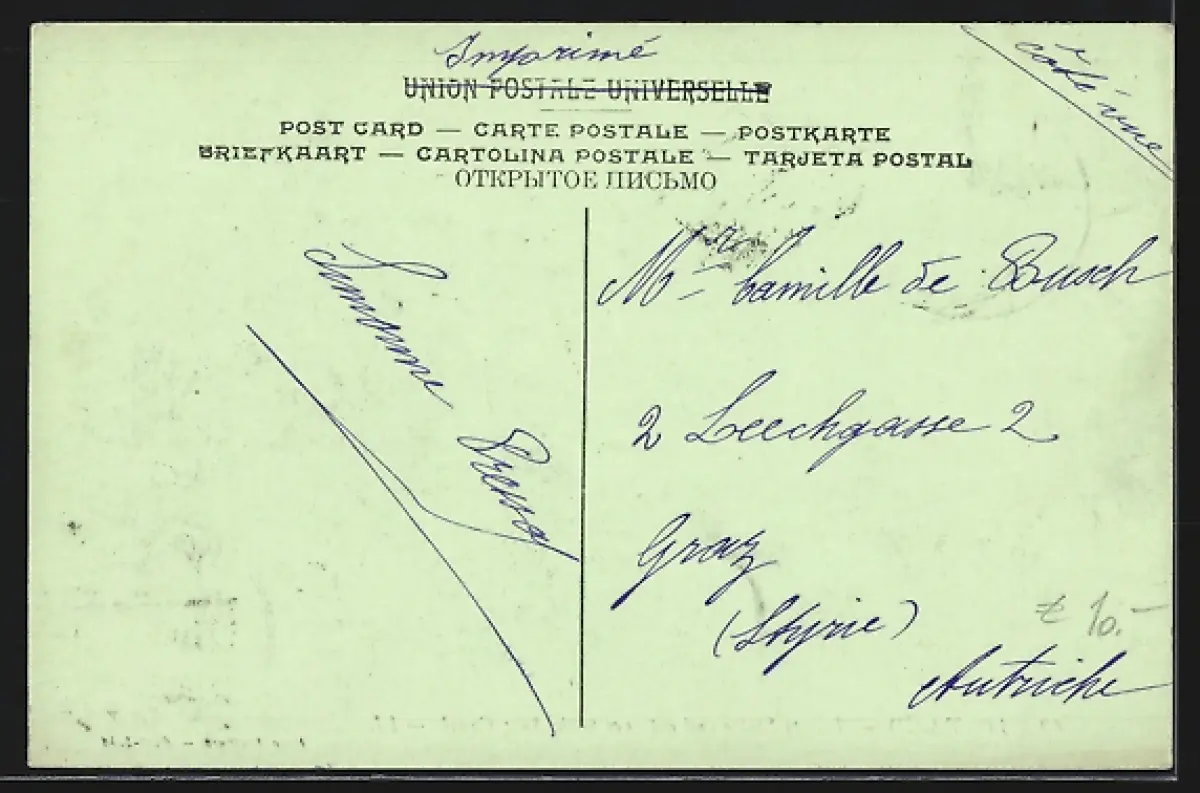 Imprimé
côté vue
UNION POSTALE UNIVERSELLE
POST CARD — CARTE POSTALE — POSTKARTE
BRIEFKAART — CARTOLINA POSTALE — TARJETA POSTAL
ОТКРЫТОЕ ПИСЬМО
Mr Camille de Busch
2 Leechgasse 2
Graz
(Styrie)
Autriche
10.-